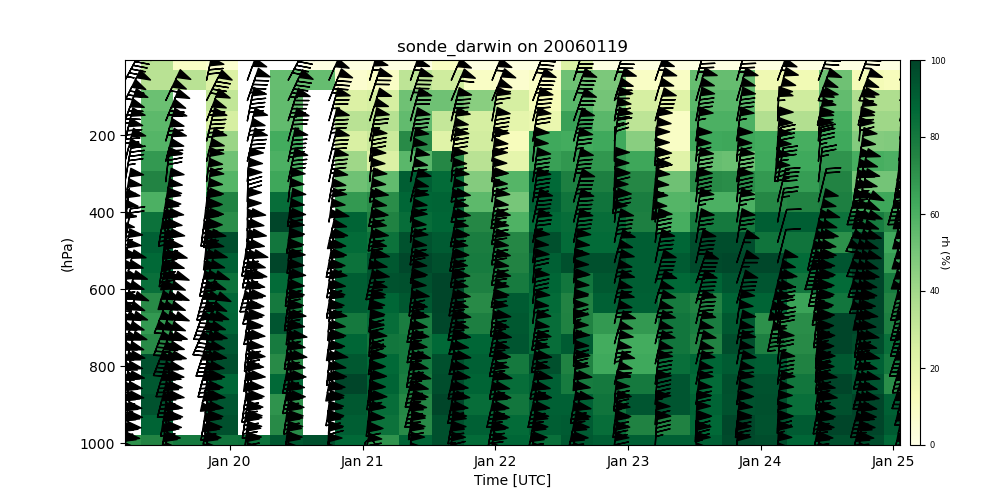 sonde_darwin on 20060119
(hPa)
200
400
600
800
1000
Jan 20
Jan 21
Jan 22
Jan 23
Jan 24
Jan 25
Time [UTC]
100
80
60
40
20
0
rh (%)